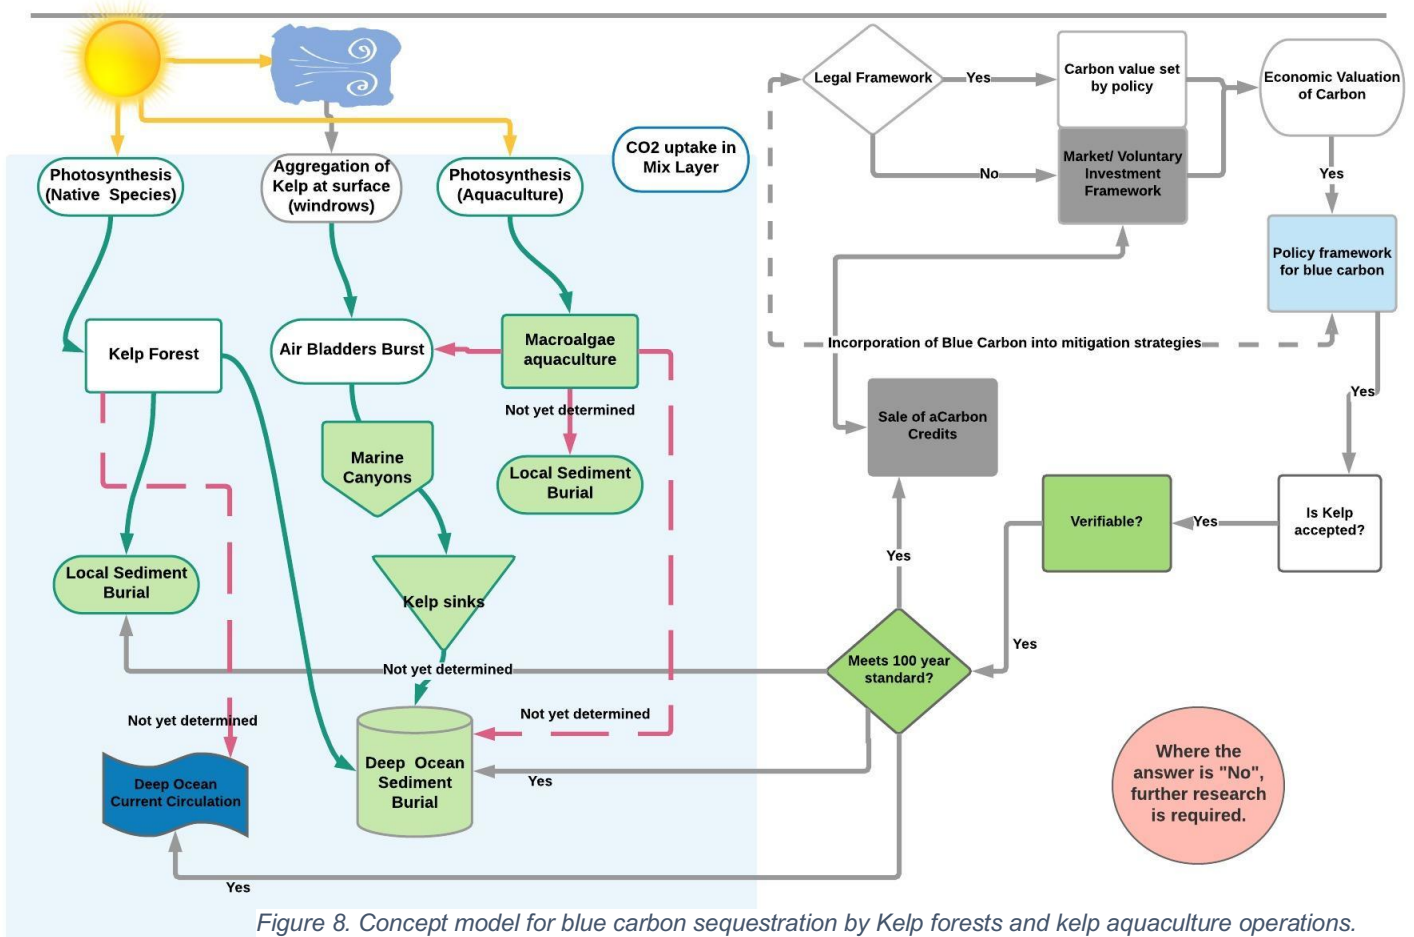 CO2 uptake in
Mix Layer
Photosynthesis
(Native Species)
Aggregation of
Kelp at surface
(windrows)
Photosynthesis
(Aquaculture)
Kelp Forest
Air Bladders Burst
Macroalgae
aquaculture
Not yet determined
Marine
Canyons
Local Sediment
Burial
Local Sediment
Burial
Kelp sinks
Not yet determined
Not yet determined
Not yet determined
Deep Ocean
Current Circulation
Deep Ocean
Sediment
Burial
Yes
Yes
Legal Framework
Yes
Carbon value set
by policy
Economic Valuation
of Carbon
No
Market/ Voluntary
Investment
Framework
Yes
Policy framework
for blue carbon
Incorporation of Blue Carbon into mitigation strategies
Yes
Sale of aCarbon
Credits
Is Kelp
accepted?
Yes
Verifiable?
Yes
Yes
Meets 100 year
standard?
Where the
answer is "No",
further research
is required.
Figure 8. Concept model for blue carbon sequestration by Kelp forests and kelp aquaculture operations.